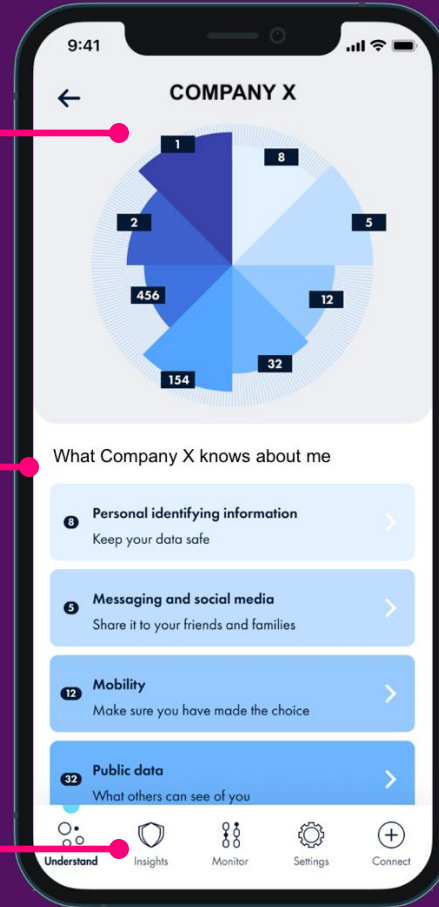 9:41
COMPANY X
1
8
2
5
456
12
32
154
What Company X knows about me
8
Personal identifying information
Keep your data safe
5
Messaging and social media
Share it to your friends and families
12
Mobility
Make sure you have made the choice
32
Public data
What others can see of you
Understand Insights Monitor Settings Connect